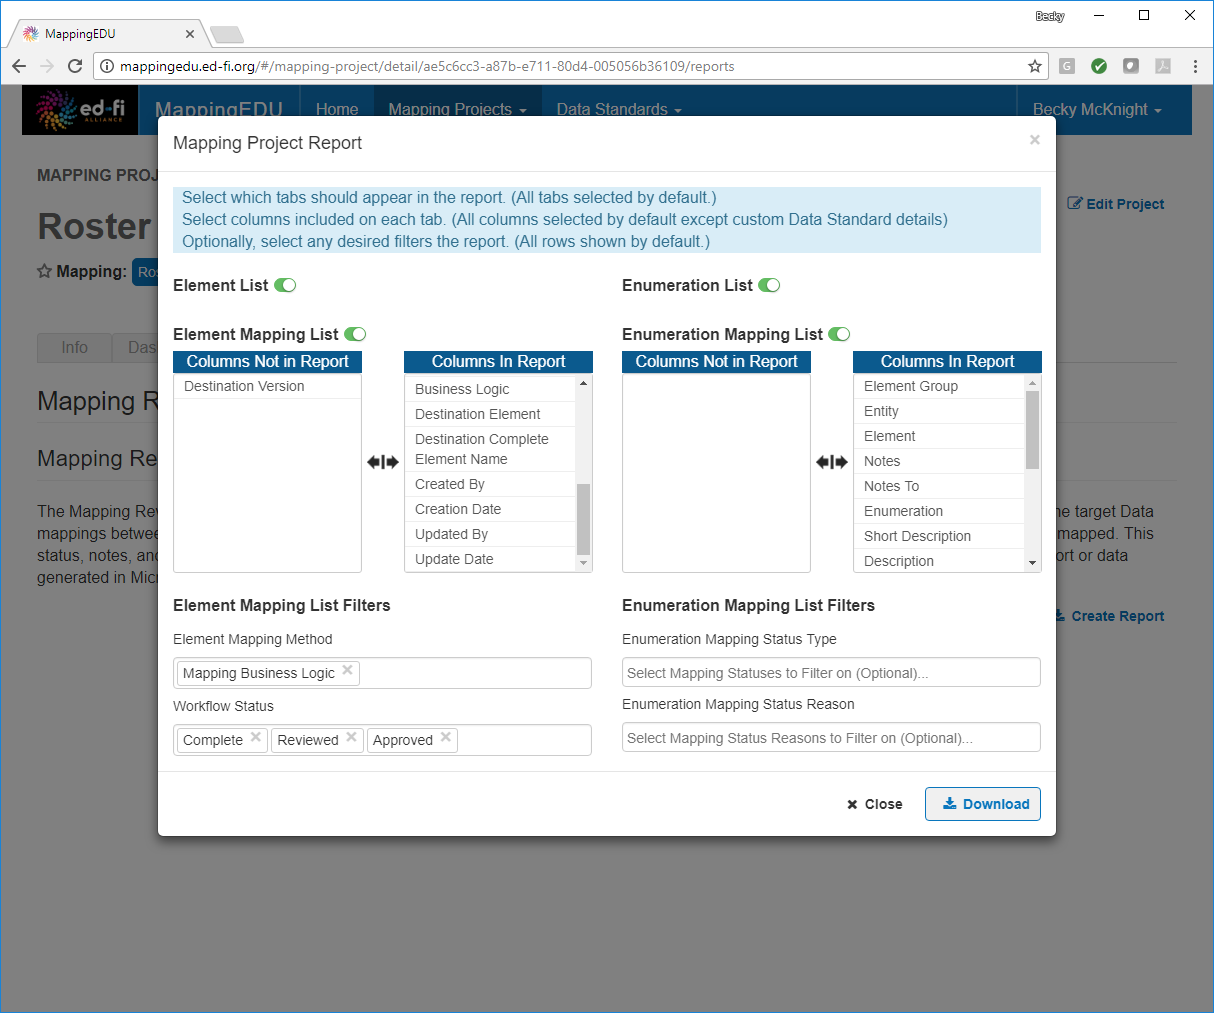 Becky
MappingEDU
mappingedu.ed-fi.org/#/mapping-project/detail/ae5c6cc3-a87b-e711-80d4-005056b36109/reports
G
ed-fi
ALLIANCE
MappingEDU
Home
Mapping Projects
Data Standards
Becky McKnight
Mapping Project Report
×
MAPPING PROJ
Roster
Edit Project
Mapping:
Ros
Select which tabs should appear in the report. (All tabs selected by default.)
Select columns included on each tab. (All columns selected by default except custom Data Standard details)
Optionally, select any desired filters the report. (All rows shown by default.)
Element List
Enumeration List
Info
Das
Element Mapping List
Enumeration Mapping List
Columns Not in Report
Destination Version
Columns In Report
Business Logic
Destination Element
Destination Complete
Element Name
Created By
Creation Date
Updated By
Update Date
Columns Not in Report
Columns In Report
Element Group
Entity
Element
Notes
Notes To
Enumeration
Short Description
Description
Mapping R
Mapping Re
The Mapping Rev
mappings betwee
status, notes, and
generated in Micr
ne target Data
mapped. This
ort or data
Create Report
Element Mapping List Filters
Element Mapping Method
Mapping Business Logic ×
Workflow Status
Complete × Reviewed × Approved ×
Enumeration Mapping List Filters
Enumeration Mapping Status Type
Select Mapping Statuses to Filter on (Optional)...
Enumeration Mapping Status Reason
Select Mapping Status Reasons to Filter on (Optional)...
Close
Download